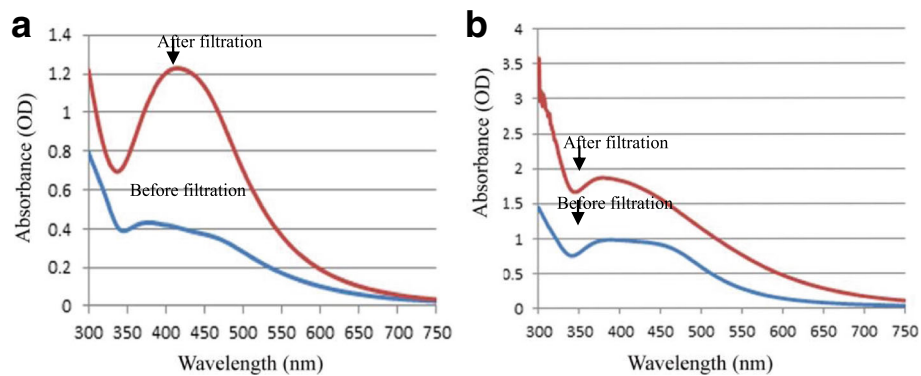 a
Absorbance (OD)
1.4
1.2
1
0.8
0.6
0.4
0.2
0
After filtration
Before filtration
300 350 400 450 500 550 600 650 700 750
Wavelength (nm)
b
Absorbance (OD)
4
3.5
3
2.5
2
1.5
1
0.5
0
After filtration
Before filtration
300 350 400 450 500 550 600 650 700 750
Wavelength (nm)